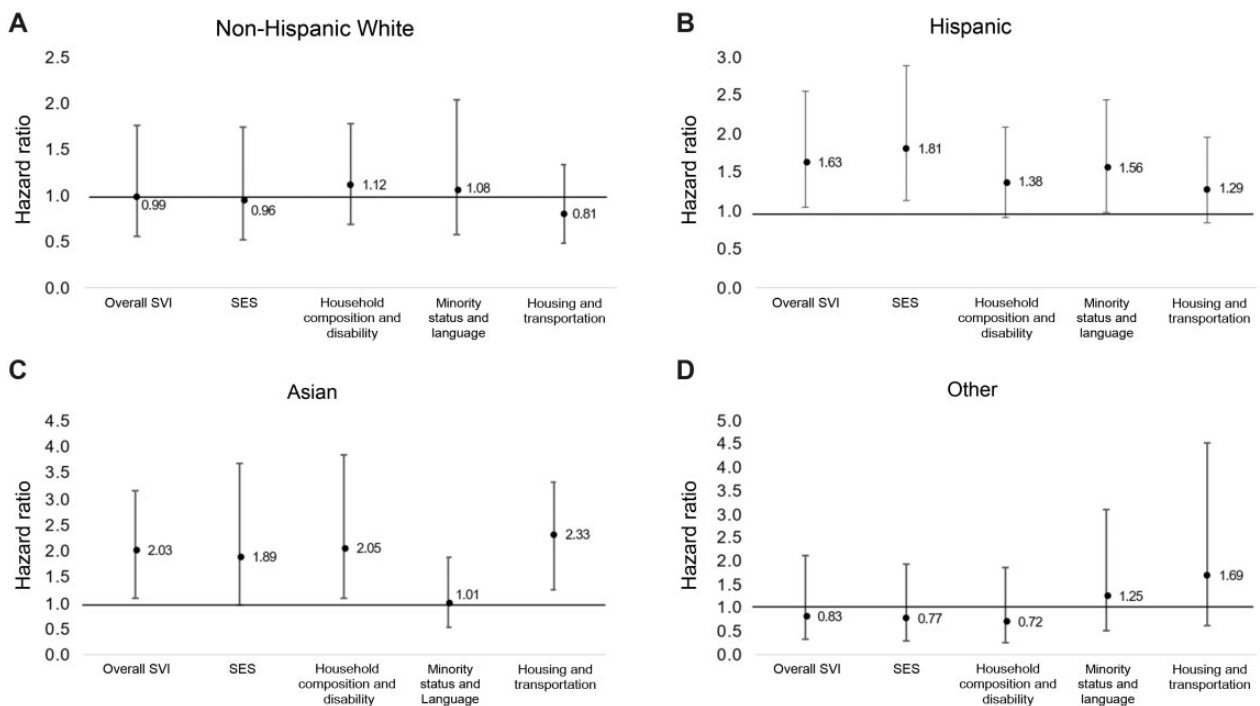 A
Non-Hispanic White
Hazard ratio
2.5
2.0
1.5
1.0
0.5
0.0
0.99
0.96
1.12
1.08
0.81
Overall SVI
SES
Household
composition and
disability
Minority
status and
language
Housing and
transportation
B
Hispanic
Hazard ratio
3.0
2.5
2.0
1.5
1.0
0.5
0.0
1.63
1.81
1.38
1.56
1.29
Overall SVI
SES
Household
composition and
disability
Minority
status and
language
Housing and
transportation
C
Asian
Hazard ratio
4.5
4.0
3.5
3.0
2.5
2.0
1.5
1.0
0.5
0.0
2.03
1.89
2.05
1.01
2.33
Overall SVI
SES
Household
composition and
disability
Minority
status and
Language
Housing and
transportation
D
Other
Hazard ratio
5.0
4.5
4.0
3.5
3.0
2.5
2.0
1.5
1.0
0.5
0.0
0.83
0.77
0.72
1.25
1.69
Overall SVI
SES
Household
composition and
disability
Minority
status and
language
Housing and
transportation